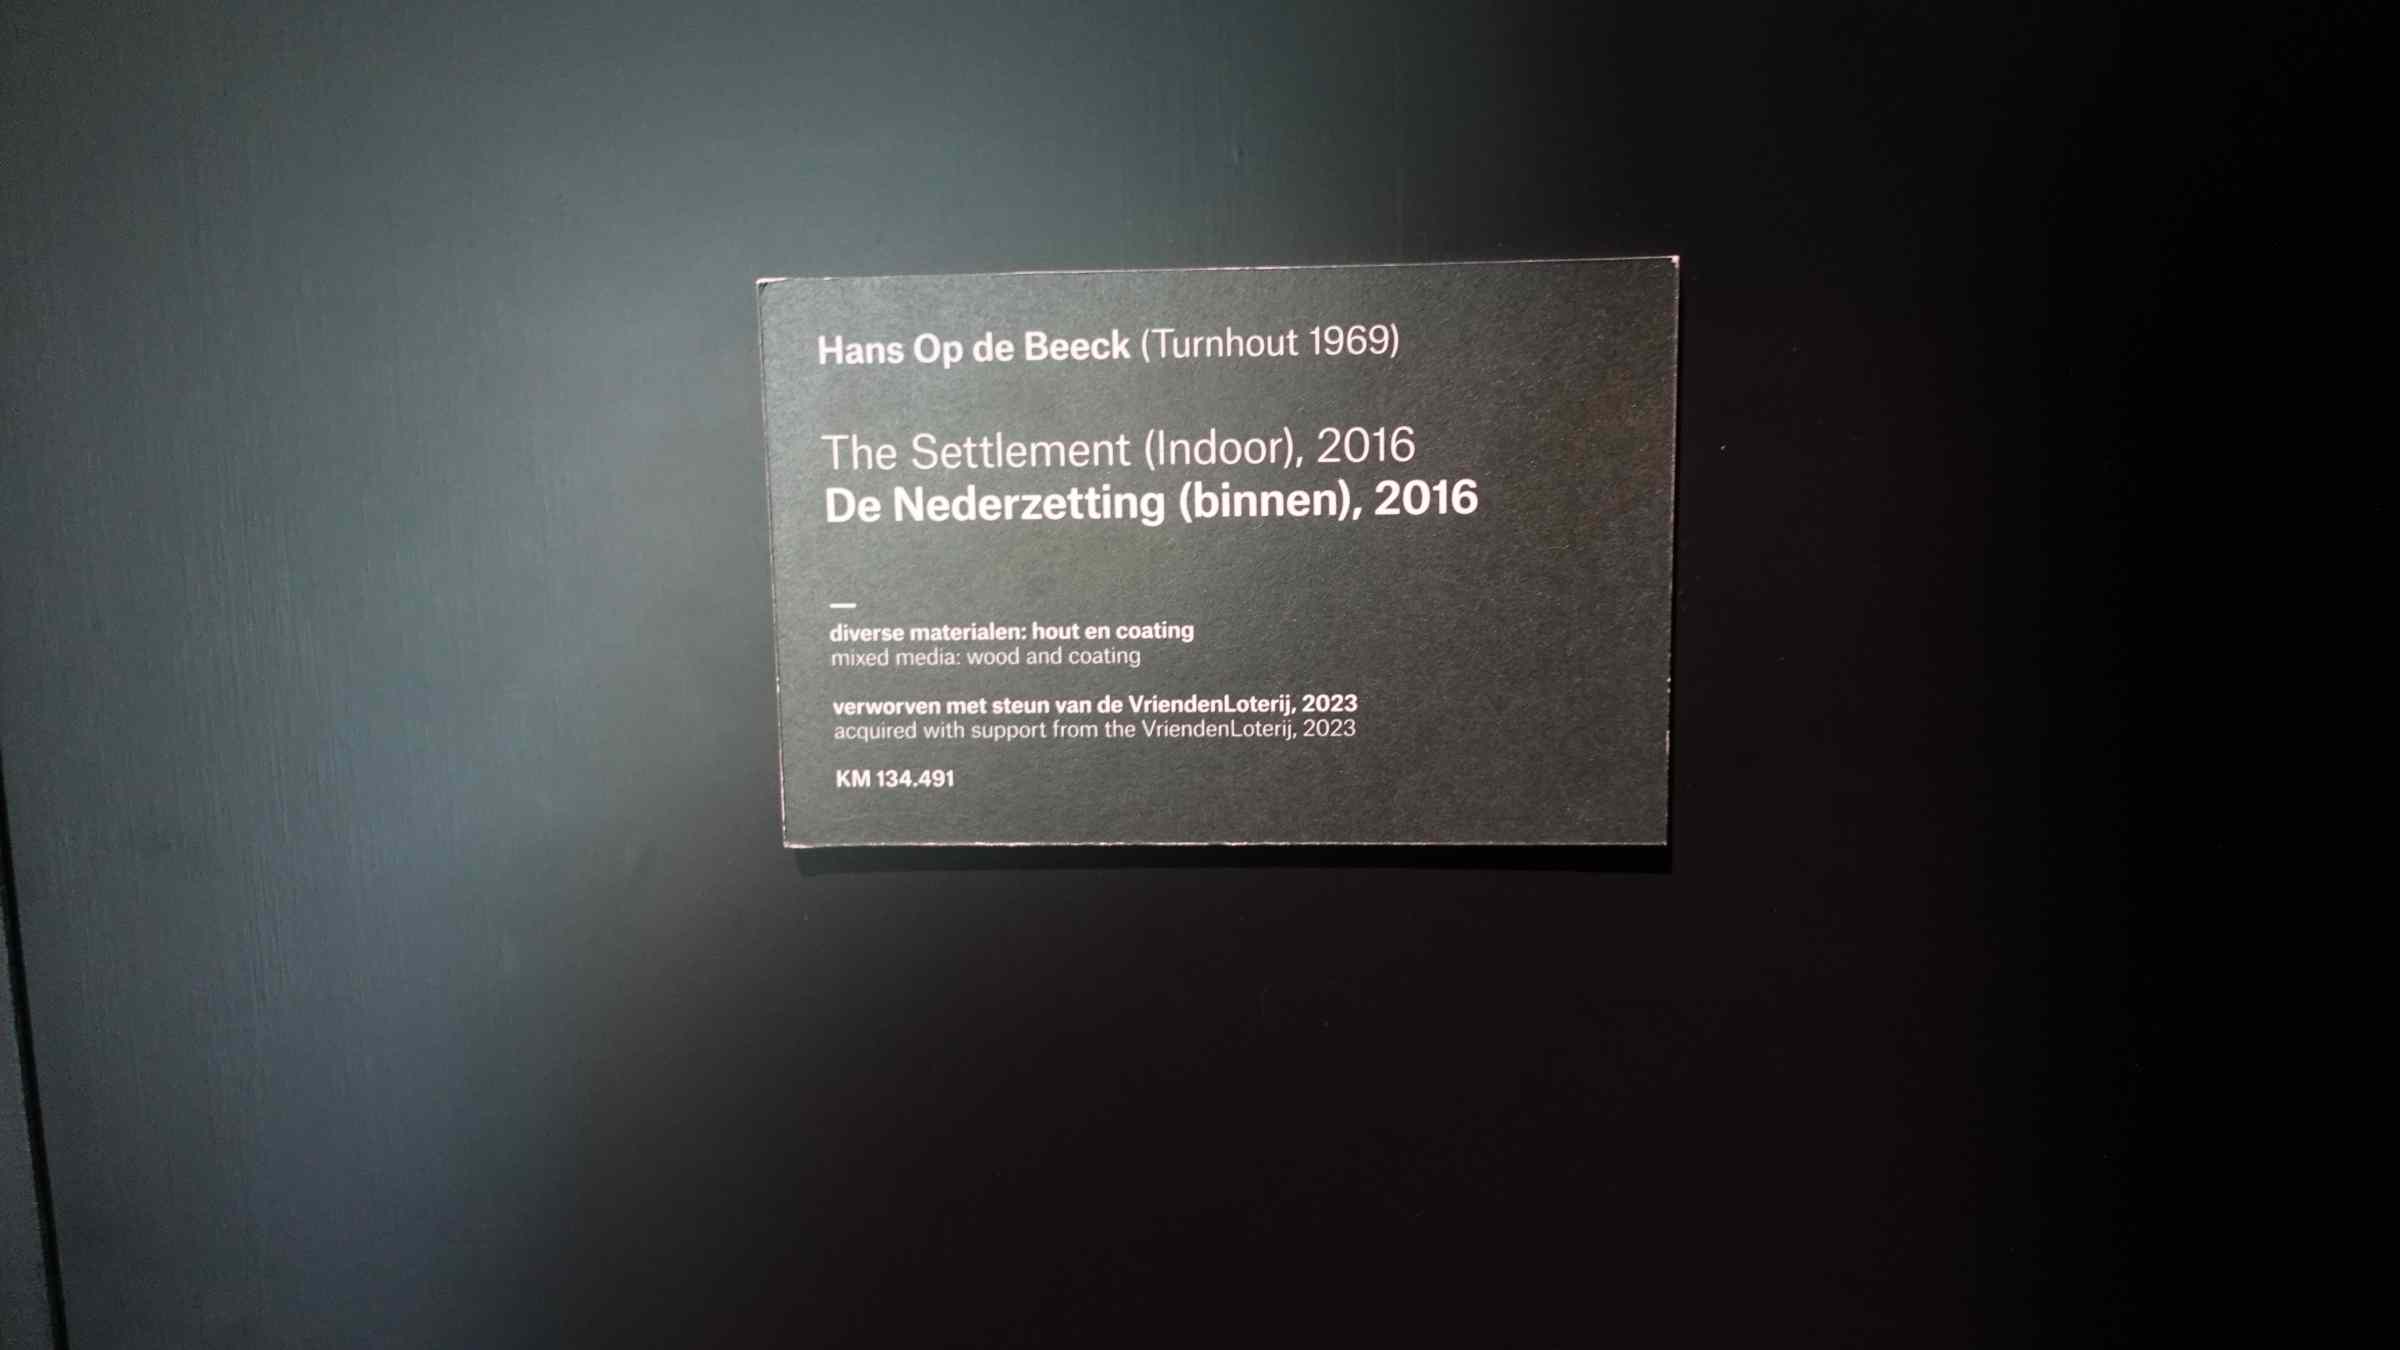 Hans Op de Beeck (Turnhout 1969)
The Settlement (Indoor), 2016
De Nederzetting (binnen), 2016
diverse materialen: hout en coating
mixed media: wood and coating
verworven met steun van de VriendenLoterij, 2023
acquired with support from the VriendenLoterij, 2023
KM 134.491